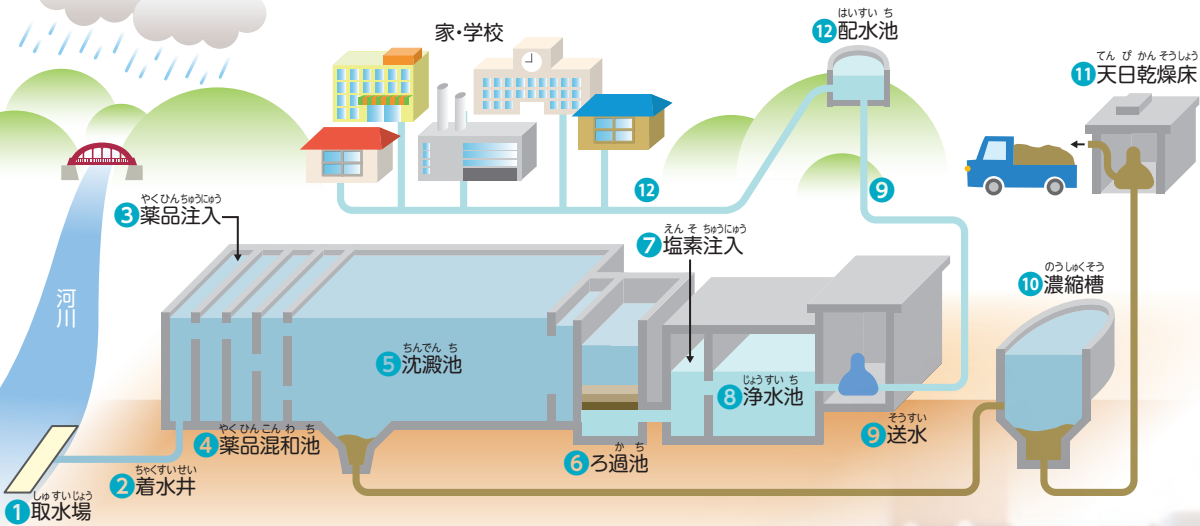 家・学校
はいすい ち
⑫配水池
てん ぴ かんそうしょう
⑪天日乾燥床
⑫
⑨
やくひんちゅうにゅう
③薬品注入
えん そ ちゅうにゅう
⑦塩素注入
のうしゅくそう
⑩濃縮槽
河川
ちんでん ち
⑤沈澱池
じょうすい ち
⑧浄水池
やくひんこん わ ち
④薬品混和池
そうすい
⑨送水
か ち
⑥ろ過池
ちゃくすいせい
②着水井
しゅすいじょう
①取水場